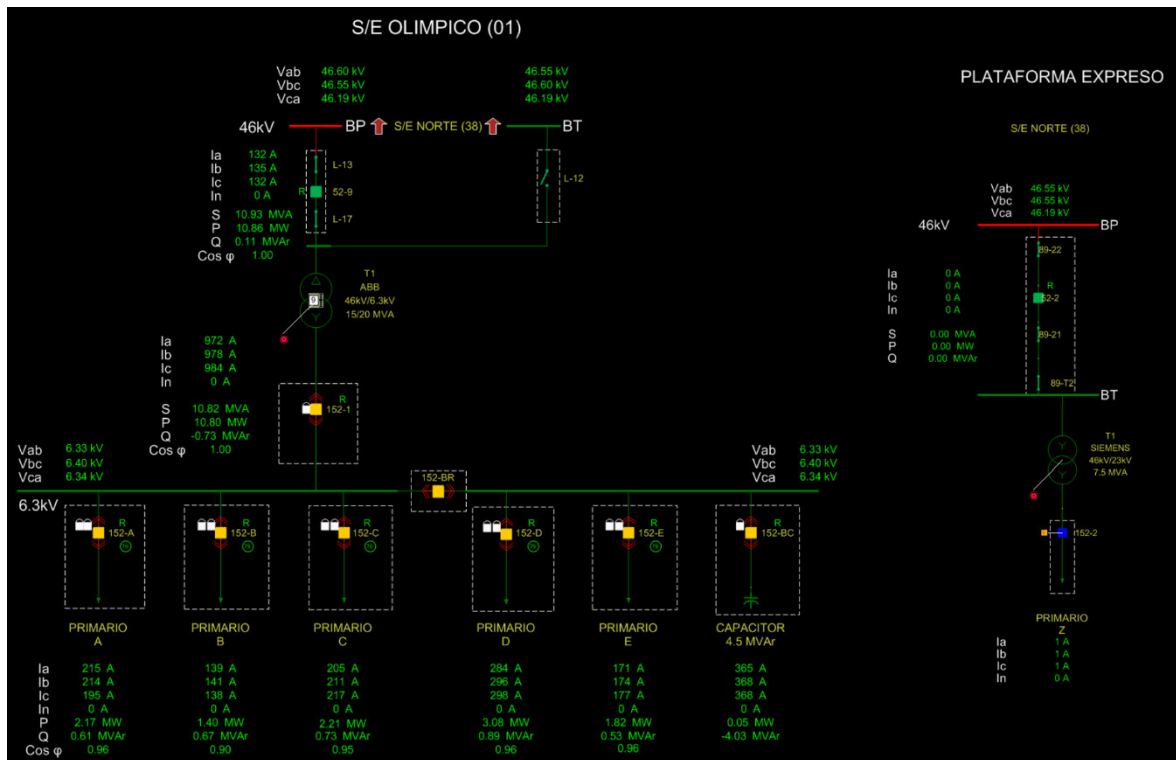 S/E OLIMPICO (01)
Vab 46.60 kV 46.55 kV
Vbc 46.55 kV 46.60 kV
Vca 46.19 kV 46.19 kV
46kV BP S/E NORTE (38) BT
Ia 132 A
Ib 135 A
Ic 132 A
In 0 A
L-13
R 52-9
L-17
L-12
S 10.93 MVA
P 10.86 MW
Q 0.11 MVAr
Cos φ 1.00
T1
ABB
46kV/6.3kV
15/20 MVA
9
Ia 972 A
Ib 978 A
Ic 984 A
In 0 A
R
152-1
S 10.82 MVA
P 10.80 MW
Q -0.73 MVAr
Cos φ 1.00
Vab 6.33 kV
Vbc 6.40 kV
Vca 6.34 kV
Vab 6.33 kV
Vbc 6.40 kV
Vca 6.34 kV
6.3kV
152-BR
R R R R R R
152-A 152-B 152-C 152-D 152-E 152-BC
PRIMARIO PRIMARIO PRIMARIO PRIMARIO PRIMARIO CAPACITOR
A B C D E 4.5 MVAr
Ia 215 A 139 A 205 A 284 A 171 A 365 A
Ib 214 A 141 A 211 A 296 A 174 A 368 A
Ic 195 A 138 A 217 A 298 A 177 A 368 A
In 0 A 0 A 0 A 0 A 0 A 0 A
P 2.17 MW 1.40 MW 2.21 MW 3.08 MW 1.82 MW 0.05 MW
Q 0.61 MVAr 0.67 MVAr 0.73 MVAr 0.89 MVAr 0.53 MVAr -4.03 MVAr
Cos φ 0.96 0.90 0.95 0.96 0.96
PLATAFORMA EXPRESO
S/E NORTE (38)
Vab 46.55 kV
Vbc 46.55 kV
Vca 46.19 kV
46kV BP
89-22
Ia 0 A
Ib 0 A
Ic 0 A
In 0 A
R
52-2
89-21
S 0.00 MVA
P 0.00 MW
Q 0.00 MVAr
89-T2
BT
T1
SIEMENS
46kV/23kV
7.5 MVA
152-2
PRIMARIO
Z
Ia 1 A
Ib 1 A
Ic 1 A
In 0 A